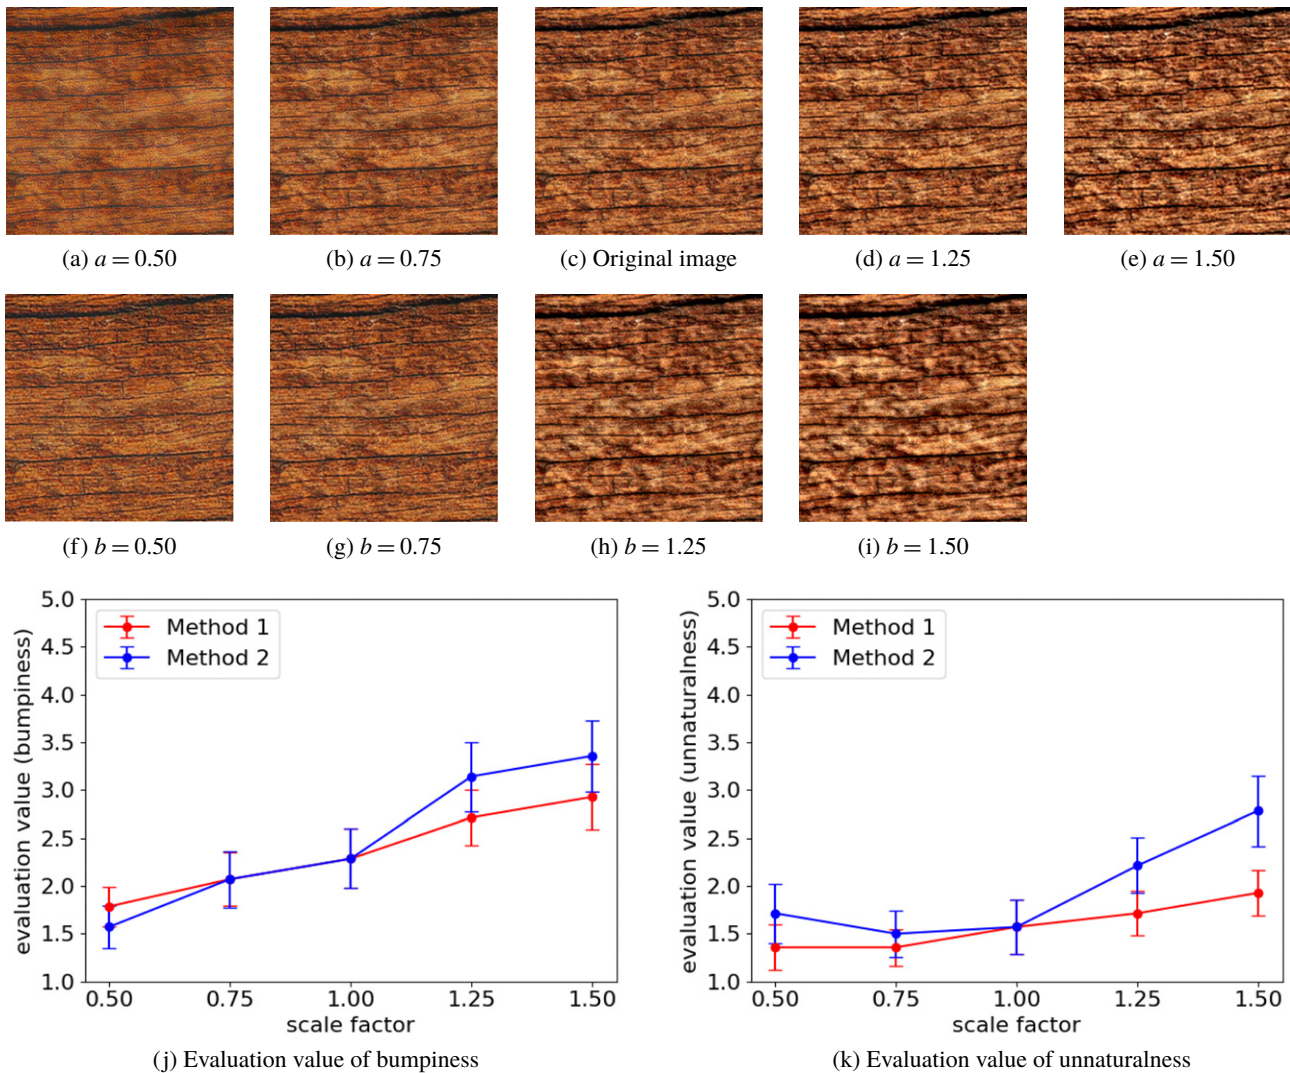 (a) a = 0.50
(b) a = 0.75
(c) Original image
(d) a = 1.25
(e) a = 1.50
(f) b = 0.50
(g) b = 0.75
(h) b = 1.25
(i) b = 1.50
evaluation value (bumpiness)
5.0
4.5
4.0
3.5
3.0
2.5
2.0
1.5
1.0
Method 1
Method 2
0.50 0.75 1.00 1.25 1.50
scale factor
(j) Evaluation value of bumpiness
evaluation value (unnaturalness)
5.0
4.5
4.0
3.5
3.0
2.5
2.0
1.5
1.0
Method 1
Method 2
0.50 0.75 1.00 1.25 1.50
scale factor
(k) Evaluation value of unnaturalness